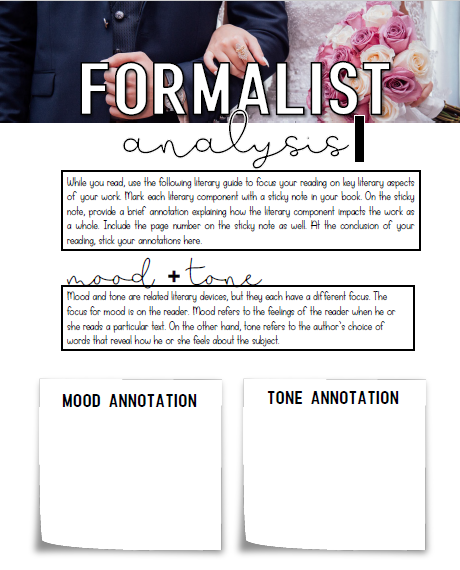 FORMALIST
analysis
While you read, use the following literary guide to focus your reading on key literary aspects
of your work. Mark each literary component with a sticky note in your book. On the sticky
note, provide a brief annotation explaining how the literary component impacts the work as
a whole. Include the page number on the sticky note as well. At the conclusion of your
reading, stick your annotations here.
mood + tone
Mood and tone are related literary devices, but they each have a different focus. The
focus for mood is on the reader. Mood refers to the feelings of the reader when he or
she reads a particular text. On the other hand, tone refers to the author's choice of
words that reveal how he or she feels about the subject.
MOOD ANNOTATION
TONE ANNOTATION